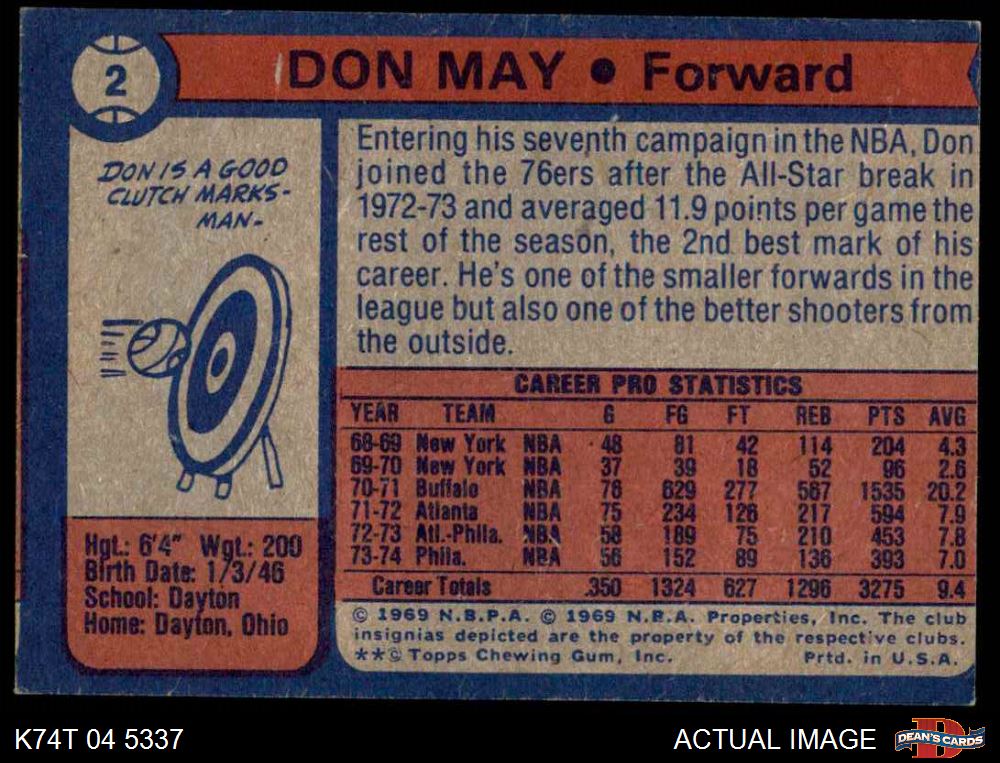 2
DON MAY • Forward
DON IS A GOOD
CLUTCH MARKS-
MAN.
Entering his seventh campaign in the NBA, Don
joined the 76ers after the All-Star break in
1972-73 and averaged 11.9 points per game the
rest of the season, the 2nd best mark of his
career. He's one of the smaller forwards in the
league but also one of the better shooters from
the outside.
CAREER PRO STATISTICS
YEAR TEAM G FG FT REB PTS AVG
68-69 New York NBA 48 81 42 114 204 4.3
69-70 New York NBA 37 39 18 52 96 2.6
70-71 Buffalo NBA 76 629 277 567 1535 20.2
71-72 Atlanta NBA 75 234 126 217 594 7.9
72-73 Atl.-Phila. NBA 58 189 75 210 453 7.8
73-74 Phila. NBA 56 152 89 136 393 7.0
Career Totals 350 1324 627 1296 3275 9.4
Hgt.: 6'4" Wgt.: 200
Birth Date: 1/3/46
School: Dayton
Home: Dayton, Ohio
© 1969 N.B.P.A. © 1969 N.B.A. Properties, Inc. The club
insignias depicted are the property of the respective clubs.
**© Topps Chewing Gum, Inc. Prtd. in U.S.A.
K74T 04 5337
ACTUAL IMAGE
DEAN'S CARDS